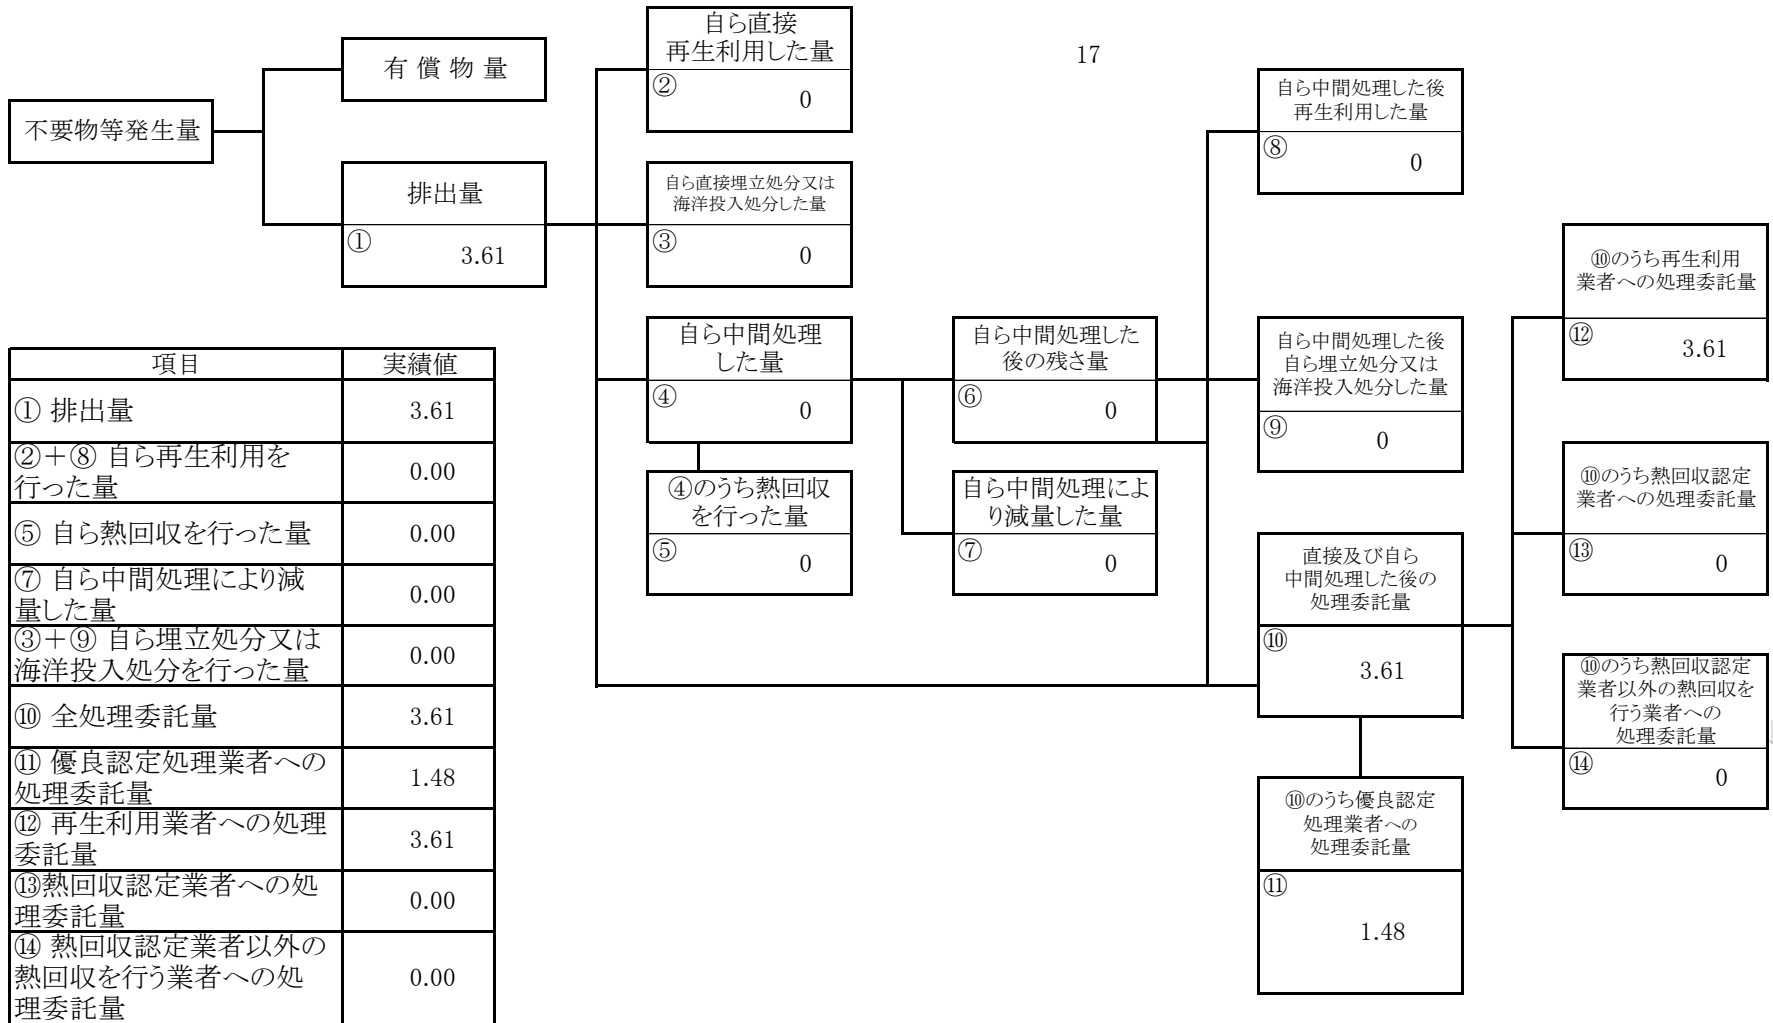 不要物等発生量
有 償 物 量
排出量
①
3.61
自ら直接
再生利用した量
②
0
自ら直接埋立処分又は
海洋投入処分した量
③
0
自ら中間処理
した量
④
0
④のうち熱回収
を行った量
⑤
0
自ら中間処理した
後の残さ量
⑥
0
自ら中間処理によ
り減量した量
⑦
0
17
自ら中間処理した後
再生利用した量
⑧
0
自ら中間処理した後
自ら埋立処分又は
海洋投入処分した量
⑨
0
直接及び自ら
中間処理した後の
処理委託量
⑩
3.61
⑩のうち優良認定
処理業者への
処理委託量
⑪
1.48
⑩のうち再生利用
業者への処理委託量
⑫
3.61
⑩のうち熱回収認定
業者への処理委託量
⑬
0
⑩のうち熱回収認定
業者以外の熱回収を
行う業者への
処理委託量
⑭
0
項目 実績値
① 排出量 3.61
②+⑧ 自ら再生利用を
行った量 0.00
⑤ 自ら熱回収を行った量 0.00
⑦ 自ら中間処理により減
量した量 0.00
③+⑨ 自ら埋立処分又は
海洋投入処分を行った量 0.00
⑩ 全処理委託量 3.61
⑪ 優良認定処理業者への
処理委託量 1.48
⑫ 再生利用業者への処理
委託量 3.61
⑬熱回収認定業者への処
理委託量 0.00
⑭ 熱回収認定業者以外の
熱回収を行う業者への処
理委託量 0.00